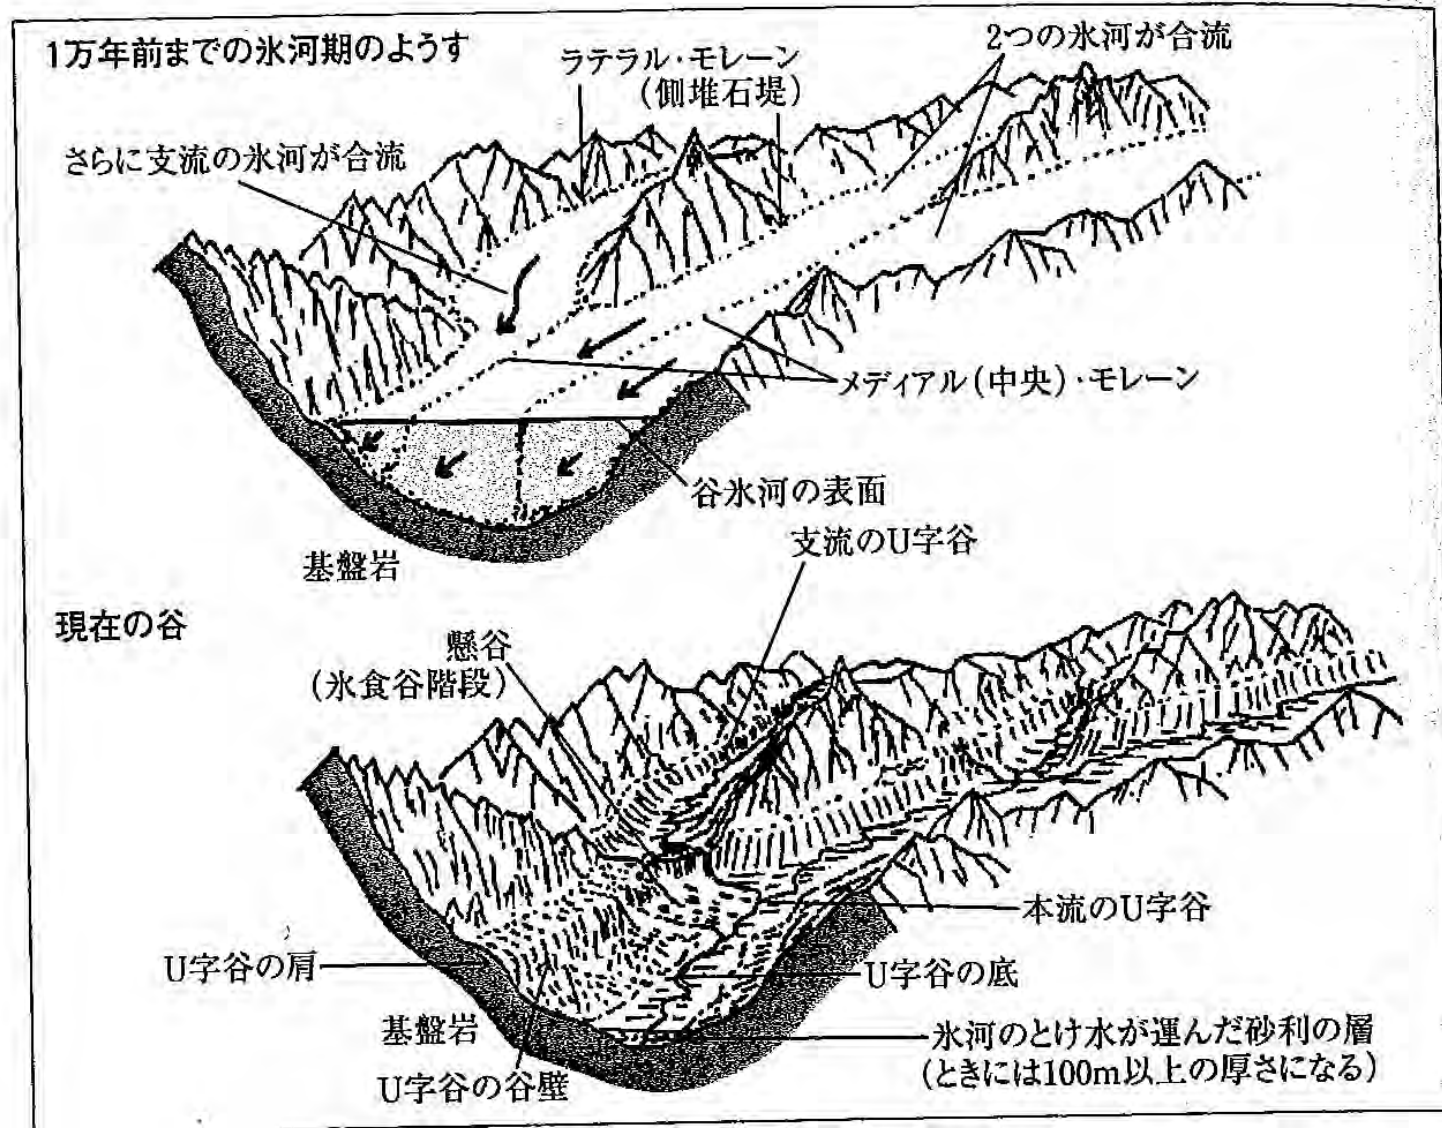 1万年前までの氷河期のようす
2つの氷河が合流
ラテラル・モレーン
(側堆石堤)
さらに支流の氷河が合流
メディアル(中央)・モレーン
谷氷河の表面
基盤岩
支流のU字谷
現在の谷
懸谷
(氷食谷階段)
本流のU字谷
U字谷の肩
U字谷の底
基盤岩
氷河のとけ水が運んだ砂利の層
(ときには100m以上の厚さになる)
U字谷の谷壁